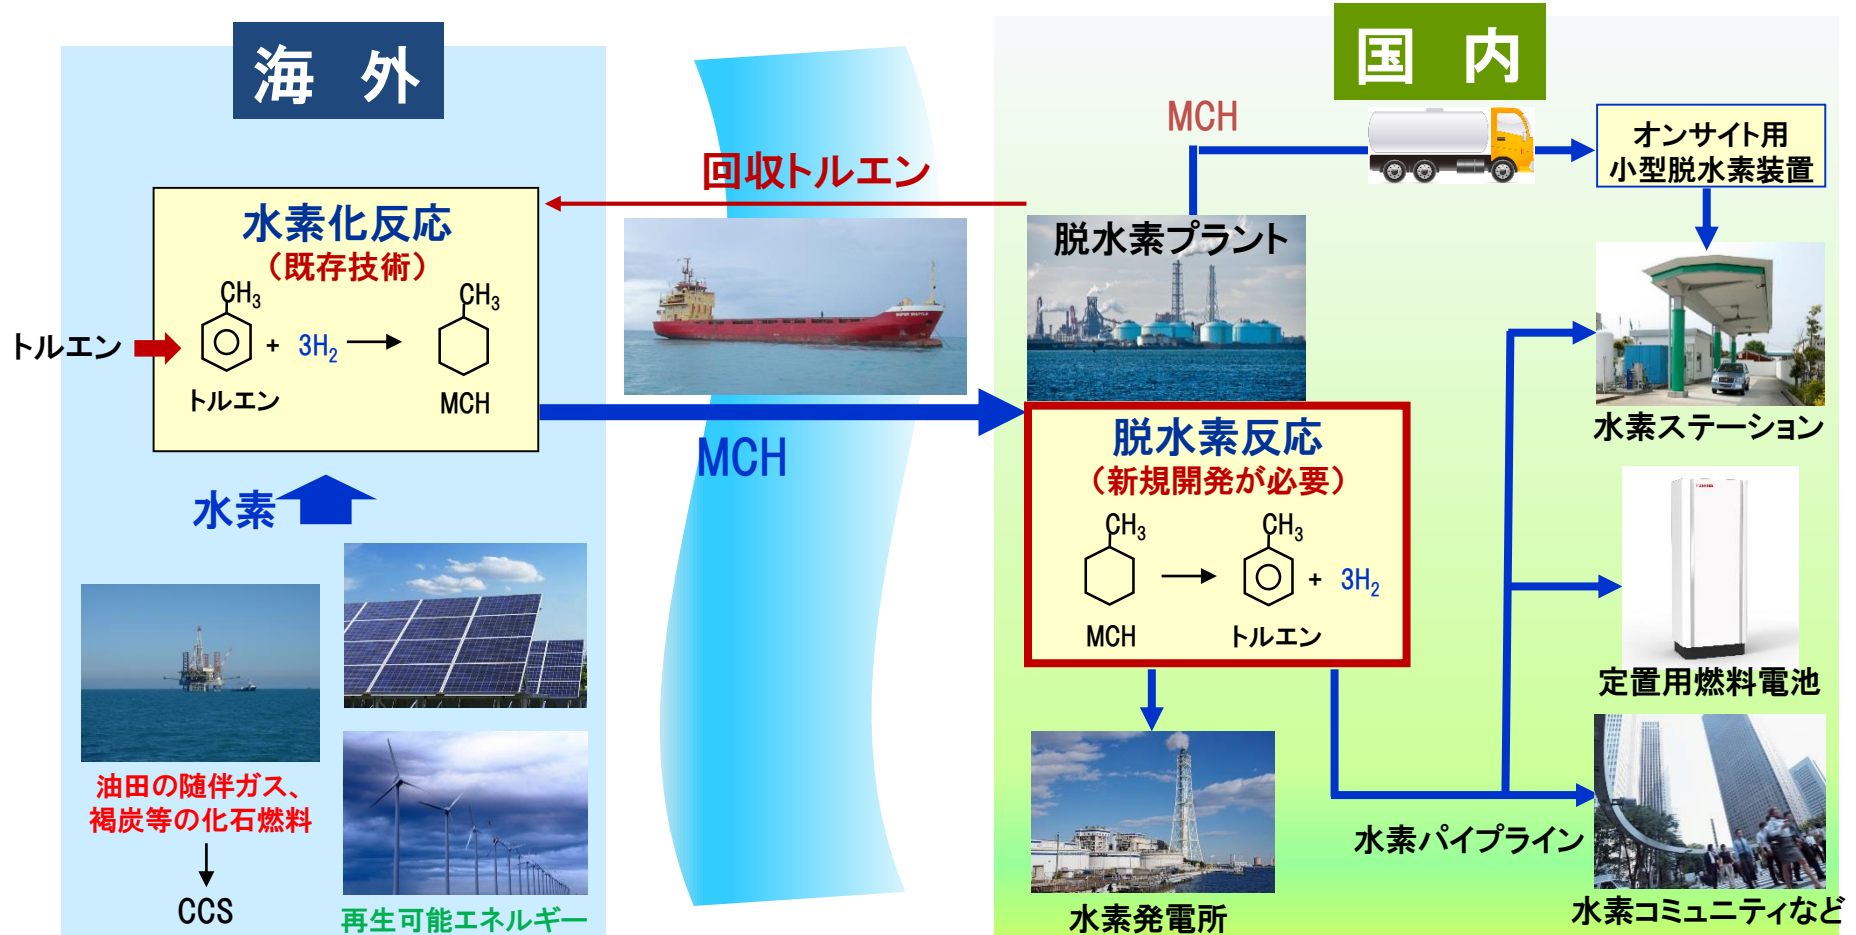 海 外
水素化反応
（既存技術）
CH3
CH3
トルエン
+ 3H2
トルエン
MCH
水素
油田の随伴ガス、
褐炭等の化石燃料
CCS
再生可能エネルギー
回収トルエン
MCH
国 内
MCH
オンサイト用
小型脱水素装置
脱水素プラント
脱水素反応
（新規開発が必要）
CH3
CH3
+ 3H2
MCH
トルエン
水素ステーション
定置用燃料電池
水素パイプライン
水素発電所
水素コミュニティなど